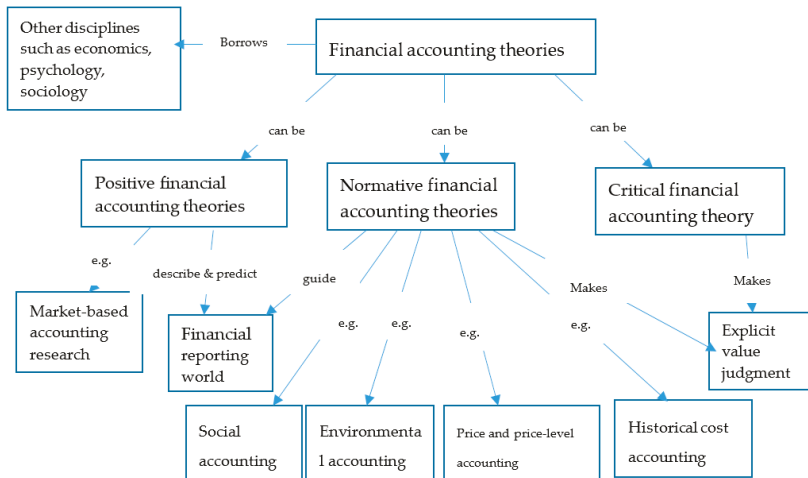 Other disciplines
such as economics,
psychology,
sociology
Borrows
Financial accounting theories
can be
can be
can be
Positive financial
accounting theories
Normative financial
accounting theories
Critical financial
accounting theory
e.g.
describe & predict
guide
Makes
Makes
Market-based
accounting
research
Financial
reporting
world
e.g.
e.g.
e.g.
e.g.
Explicit
value
judgment
Social
accounting
Environmenta
l accounting
Price and price-level
accounting
Historical cost
accounting